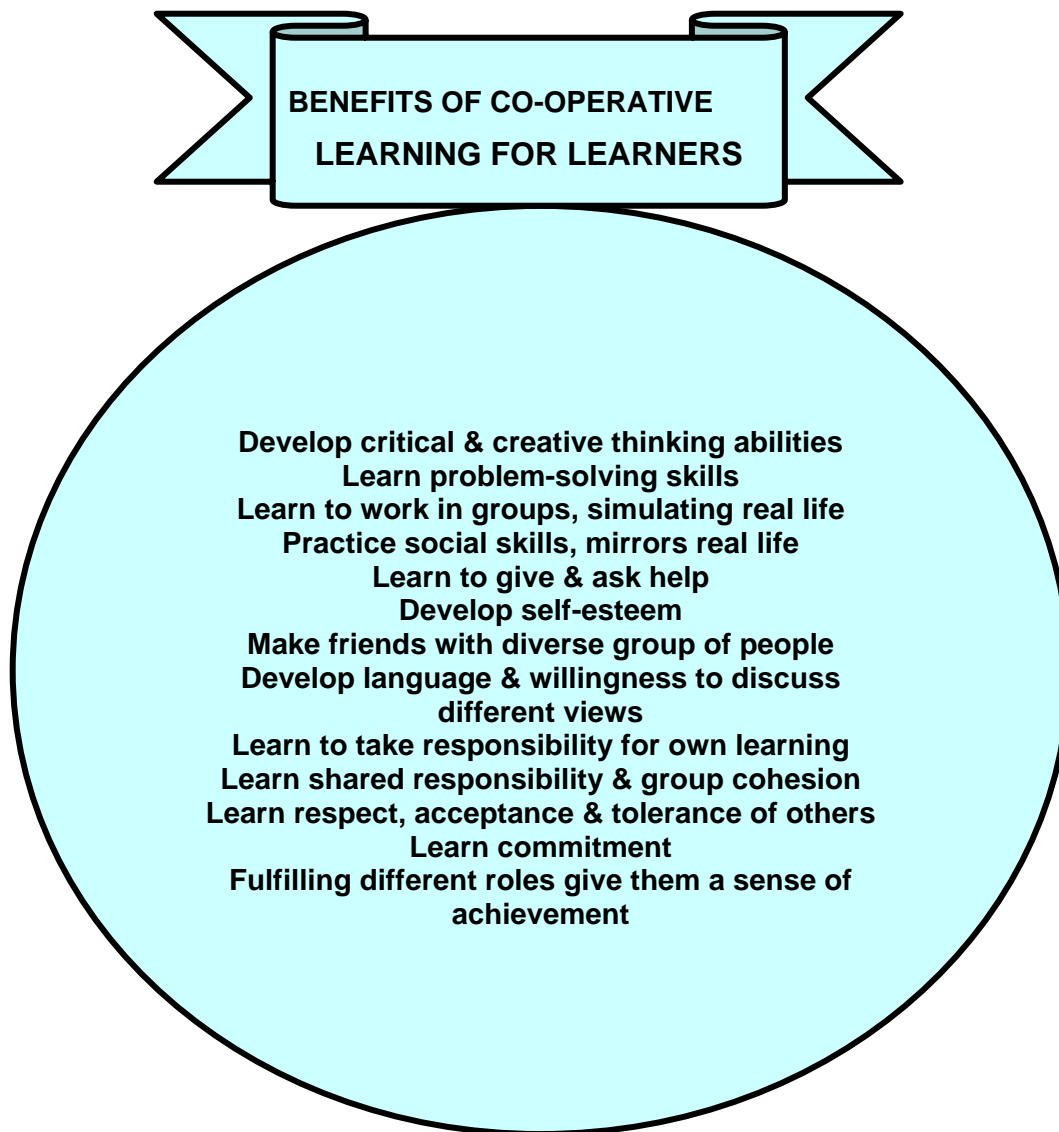 BENEFITS OF CO-OPERATIVE
LEARNING FOR LEARNERS
Develop critical & creative thinking abilities
Learn problem-solving skills
Learn to work in groups, simulating real life
Practice social skills, mirrors real life
Learn to give & ask help
Develop self-esteem
Make friends with diverse group of people
Develop language & willingness to discuss
different views
Learn to take responsibility for own learning
Learn shared responsibility & group cohesion
Learn respect, acceptance & tolerance of others
Learn commitment
Fulfilling different roles give them a sense of
achievement